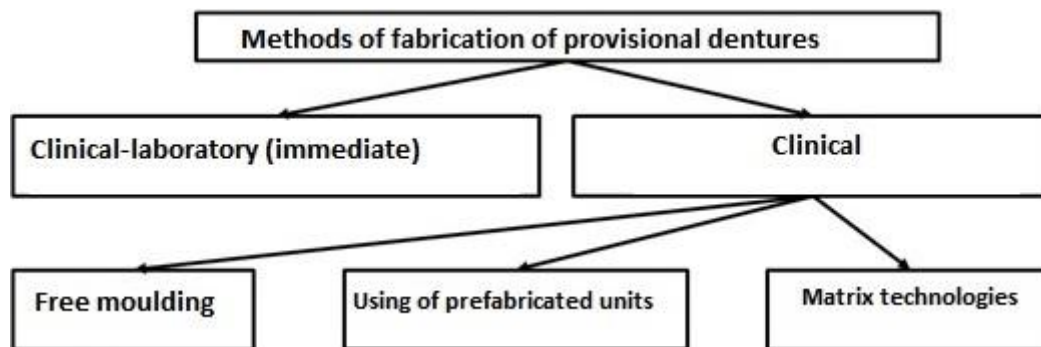 Methods of fabrication of provisional dentures
Clinical-laboratory (immediate)
Clinical
Free moulding
Using of prefabricated units
Matrix technologies